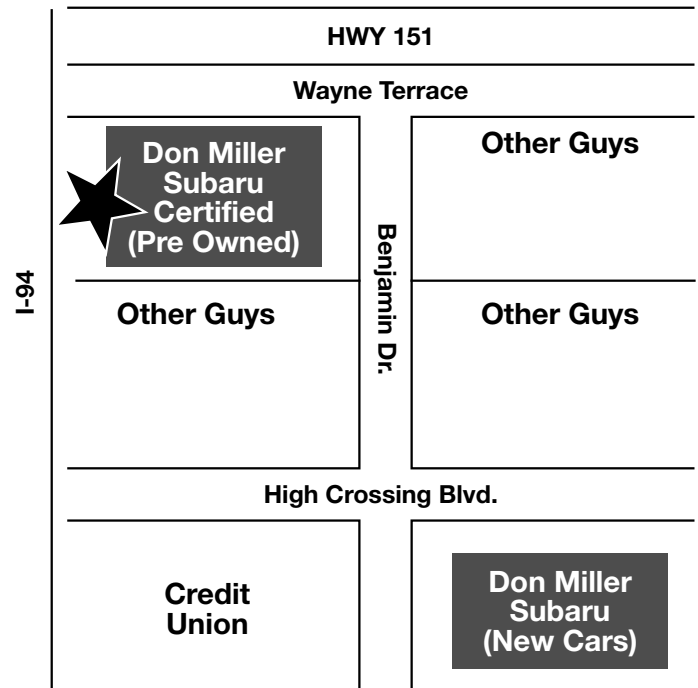 HWY 151
Wayne Terrace
Don Miller
Subaru
Certified
(Pre Owned)
Other Guys
I-94
Benjamin Dr.
Other Guys
Other Guys
High Crossing Blvd.
Credit
Union
Don Miller
Subaru
(New Cars)